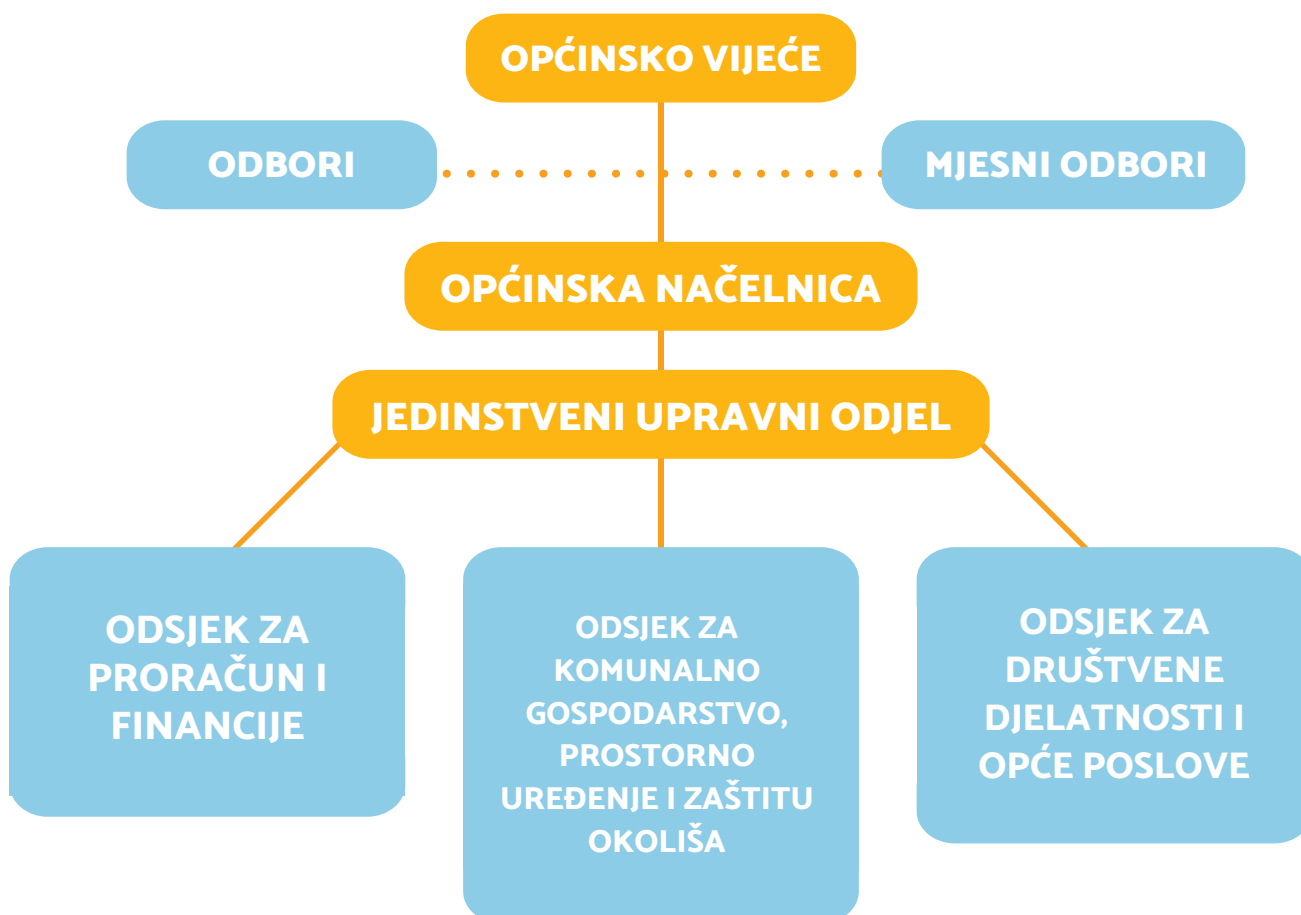 OPĆINSKO VIJEĆE
ODBORI
MJESNI ODBORI
OPĆINSKA NAČELNICA
JEDINSTVENI UPRAVNI ODJEL
ODSJEK ZA
PRORAČUN I
FINANCIJE
ODSJEK ZA
KOMUNALNO
GOSPODARSTVO,
PROSTORNO
UREĐENJE I ZAŠTITU
OKOLIŠA
ODSJEK ZA
DRUŠTVENE
DJELATNOSTI I
OPĆE POSLOVE